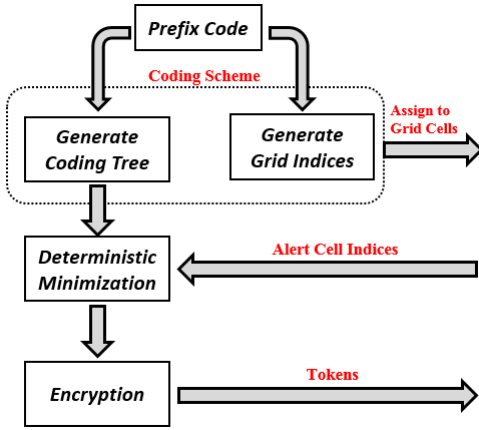 Prefix Code
Coding Scheme
Assign to
Grid Cells
Generate
Coding Tree
Generate
Grid Indices
Deterministic
Minimization
Alert Cell Indices
Encryption
Tokens